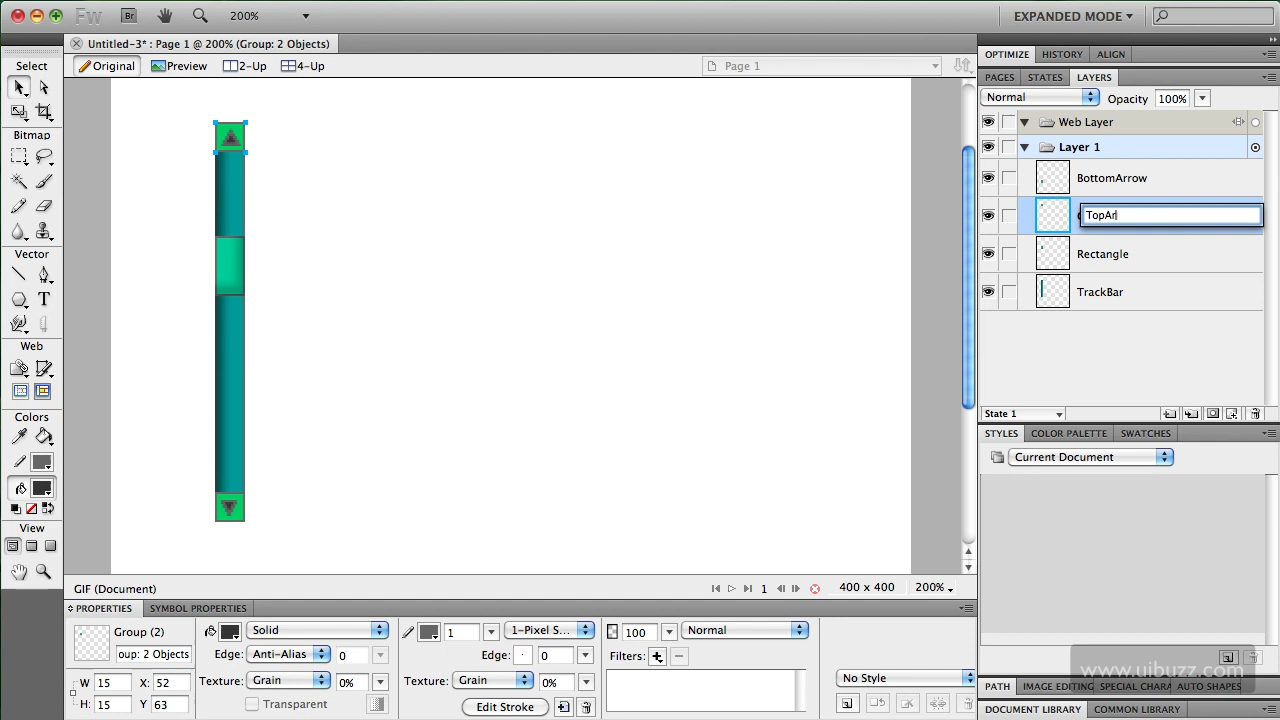 Fw Br 200% EXPANDED MODE
Untitled-3* : Page 1 @ 200% (Group: 2 Objects)
Original Preview 2-Up 4-Up Page 1
OPTIMIZE HISTORY ALIGN
PAGES STATES LAYERS
Normal Opacity 100%
Web Layer
Layer 1
BottomArrow
TopAr
Rectangle
TrackBar
State 1
STYLES COLOR PALETTE SWATCHES
Current Document
Select
Bitmap
Vector
T
Web
Colors
View
GIF (Document) 1 400 x 400 200%
PROPERTIES SYMBOL PROPERTIES
Group (2) Solid 1 1-Pixel S... 100 Normal
oup: 2 Objects Edge: Anti-Alias 0 Edge: 0 Filters:
W 15 X: 52 Texture: Grain 0% Texture: Grain 0% No Style
H: 15 Y: 63 Transparent Edit Stroke
www.uibuzz.com
PATH IMAGE EDITING SPECIAL CHARA AUTO SHAPES
DOCUMENT LIBRARY COMMON LIBRARY